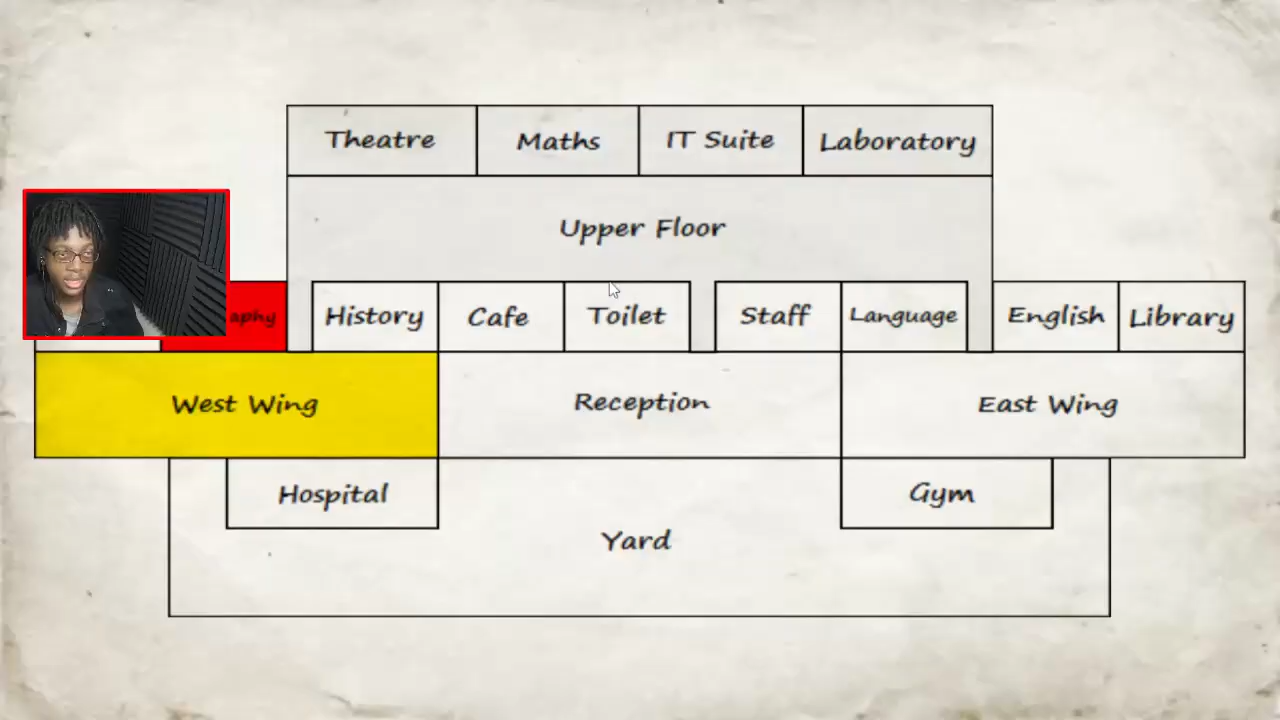 Theatre
Maths
IT Suite
Laboratory
Upper Floor
History
Cafe
Toilet
Staff
Language
English
Library
West Wing
Reception
East Wing
Hospital
Gym
Yard